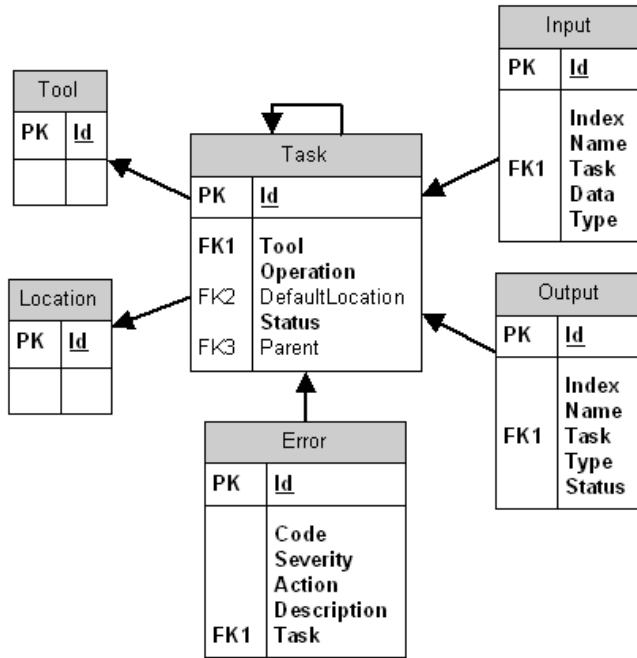 Tool
PK Id
Location
PK Id
Task
PK Id
FK1 Tool
Operation
FK2 DefaultLocation
Status
FK3 Parent
Error
PK Id
Code
Severity
Action
Description
FK1 Task
Input
PK Id
Index
Name
FK1 Task
Data
Type
Output
PK Id
Index
Name
FK1 Task
Type
Status